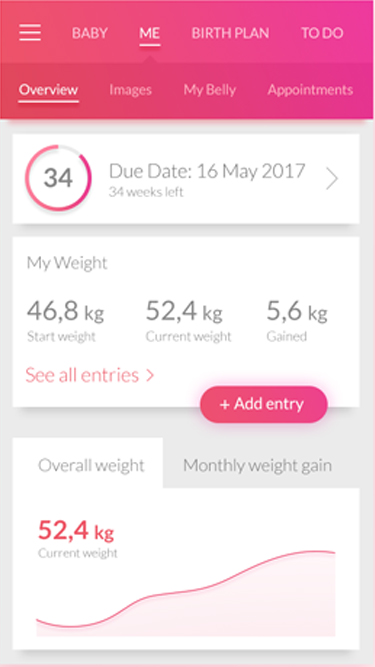 BABY ME BIRTH PLAN TO DO
Overview Images My Belly Appointments
34
Due Date: 16 May 2017
34 weeks left
My Weight
46,8 kg 52,4 kg 5,6 kg
Start weight Current weight Gained
See all entries
+ Add entry
Overall weight Monthly weight gain
52,4 kg
Current weight